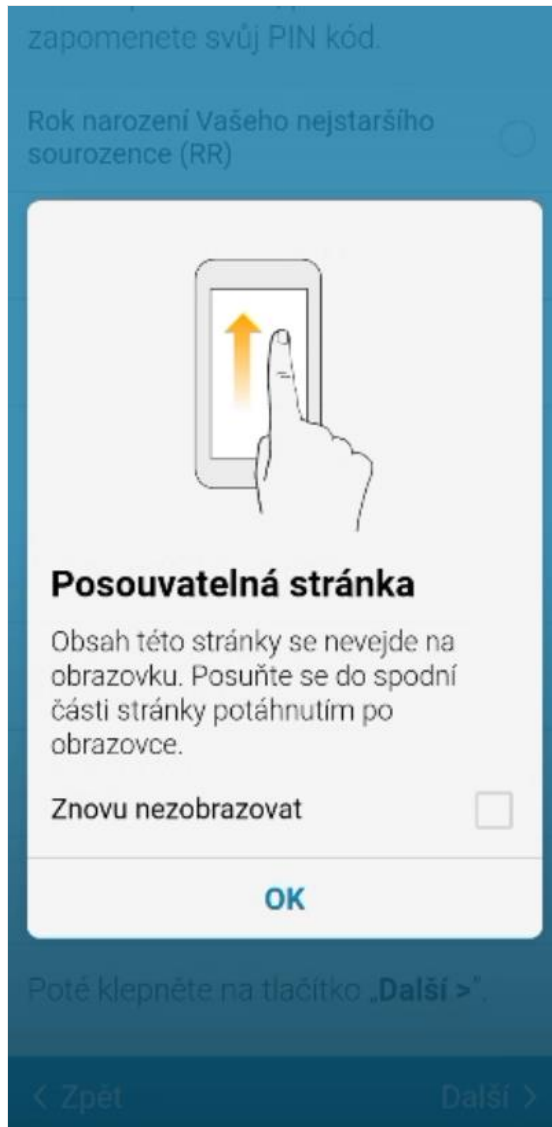 zapomenete svůj PIN kód.
Rok narození Vašeho nejstaršího
sourozence (RR)
Posouvatelná stránka
Obsah této stránky se nevejde na
obrazovku. Posuňte se do spodní
části stránky potáhnutím po
obrazovce.
Znovu nezobrazovat
OK
Poté klepněte na tlačítko „Další >“.
< Zpět
Další >